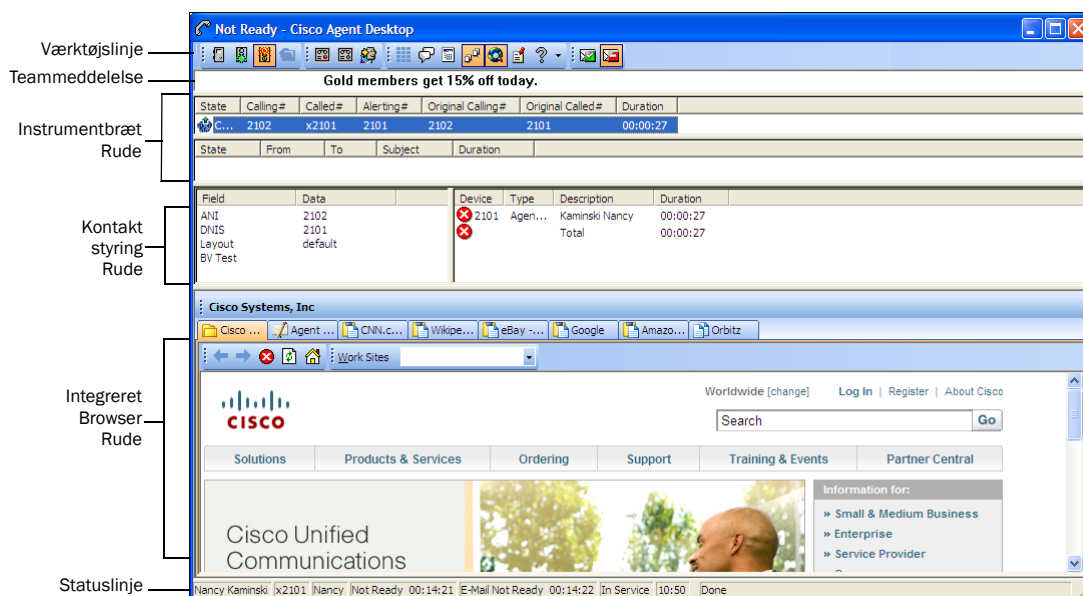 Not Ready - Cisco Agent Desktop
Værktøjslinje
Teammeddelelse
Gold members get 15% off today.
Instrumentbræt
Rude
State Calling# Called# Alerting# Original Calling# Original Called# Duration
C... 2102 x2101 2101 2102 2101 00:00:27
State From To Subject Duration
Kontakt
styring
Rude
Field Data
ANI 2102
DNIS 2101
Layout default
BV Test
Device Type Description Duration
2101 Agen... Kaminski Nancy 00:00:27
Total 00:00:27
Cisco Systems, Inc
Cisco ... Agent ... CNN.c... Wikipe... eBay -... Google Amazo... Orbitz
Work Sites
Integreret
Browser
Rude
CISCO
Worldwide [change] Log In | Register | About Cisco
Search Go
Solutions Products & Services Ordering Support Training & Events Partner Central
Cisco Unified
Communications
Information for:
» Small & Medium Business
» Enterprise
» Service Provider
Statuslinje
Nancy Kaminski x2101 Nancy Not Ready 00:14:21 E-Mail Not Ready 00:14:22 In Service 10:50 Done